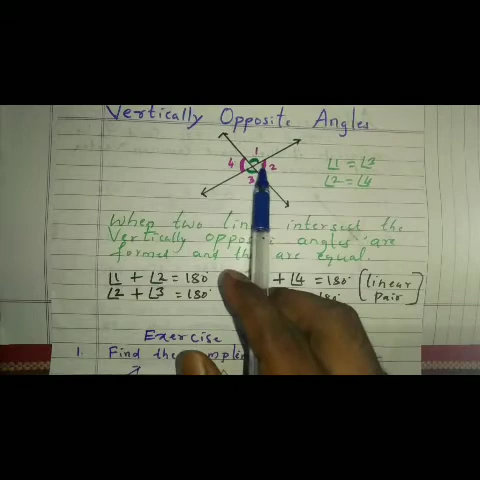 Vertically Opposite Angles
1
4 2
3
∠1 = ∠3
∠2 = ∠4
When two lin intersect the
Vertically opposi angles are
formed and th are equal.
∠1 + ∠2 = 180° + ∠4 = 180° (linear
∠2 + ∠3 = 180° 180° pair)
Exercise
1. Find the